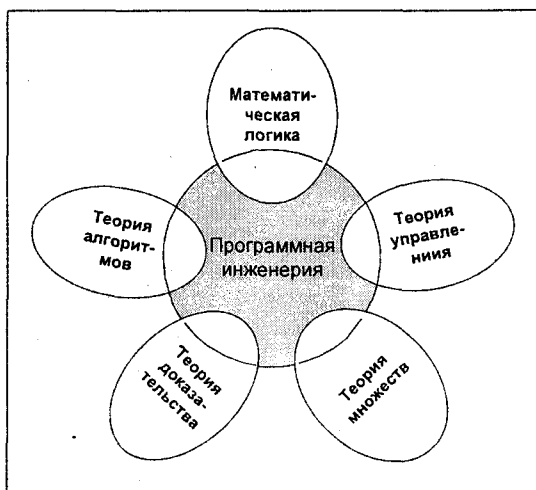 Математи-
ческая
логика
Теория
алгорит-
мов
Программная
инженерия
Теория
управле-
ниия
Теория
доказа-
тельства
Теория
множеств